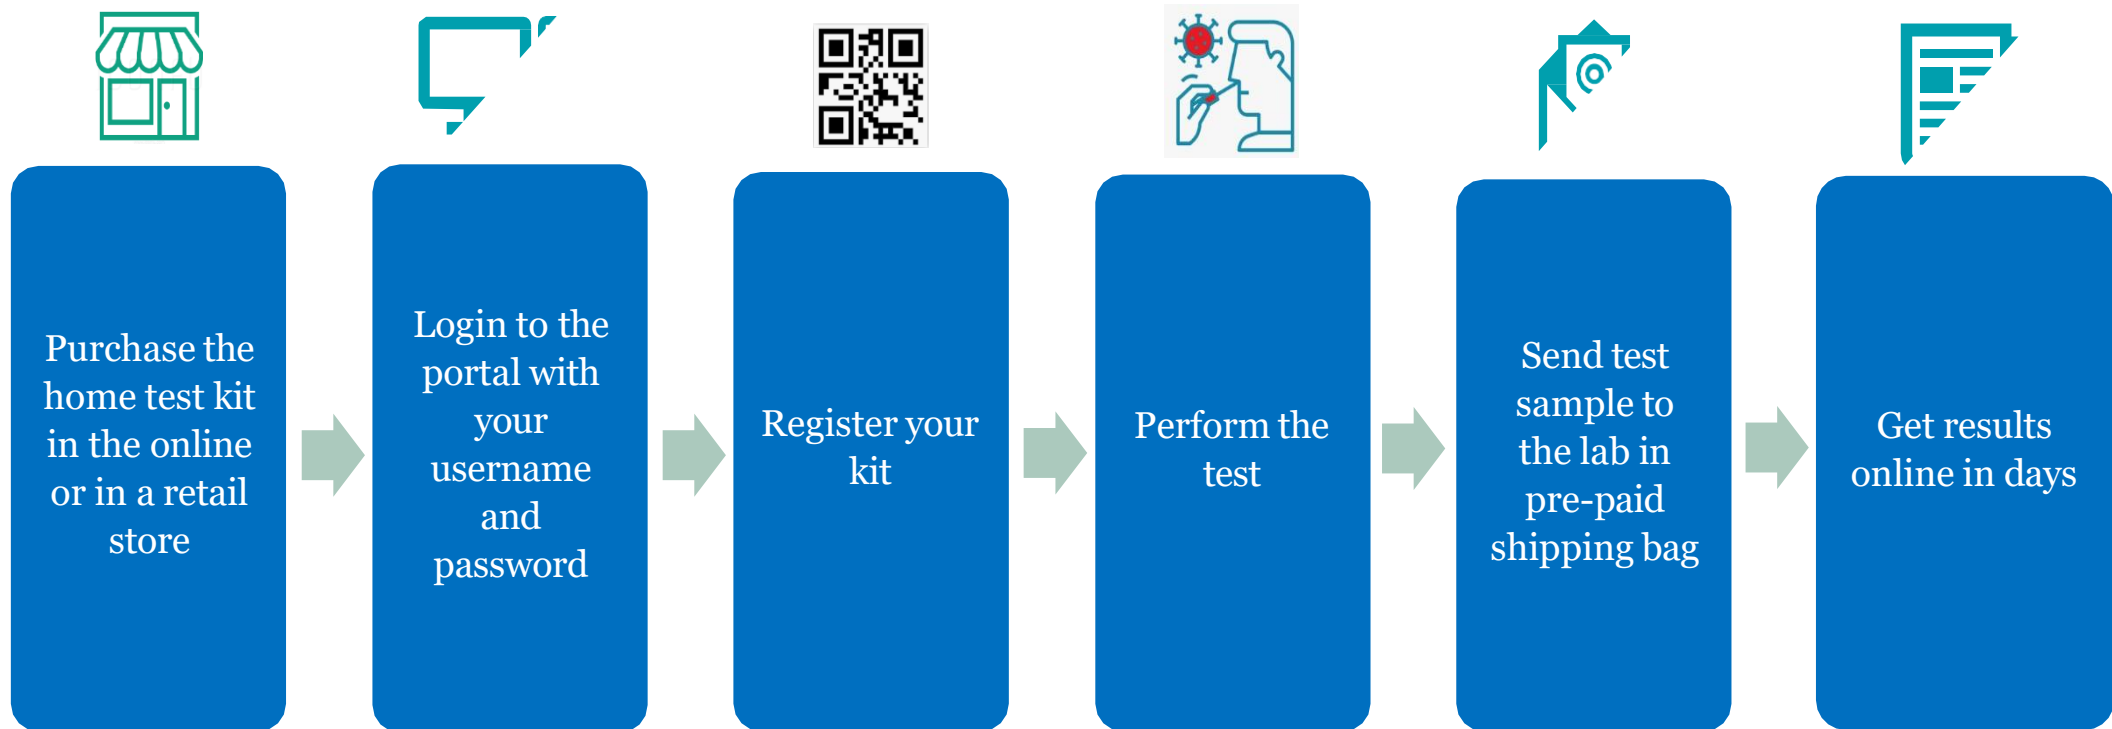 Purchase the
home test kit
in the online
or in a retail
store
Login to the
portal with
your
username
and
password
Register your
kit
Perform the
test
Send test
sample to
the lab in
pre-paid
shipping bag
Get results
online in days